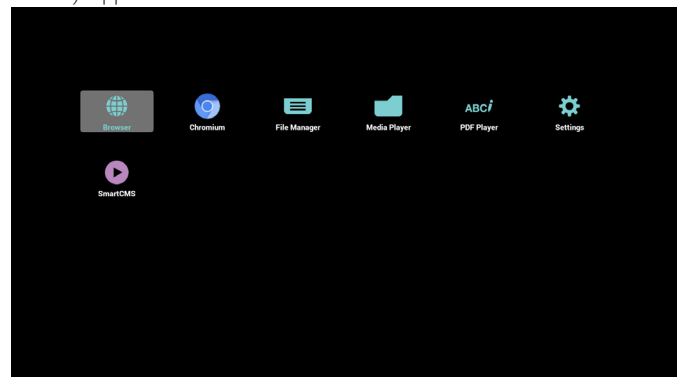 Browser
Chromium
File Manager
Media Player
ABCi
PDF Player
Settings
SmartCMS